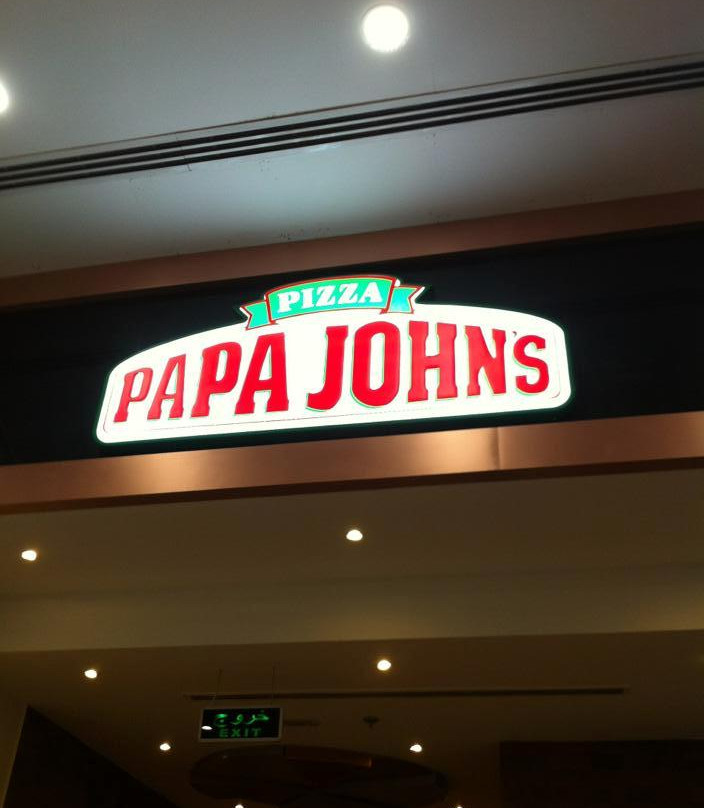 PIZZA
PAPA JOHN'S
خروج
EXIT